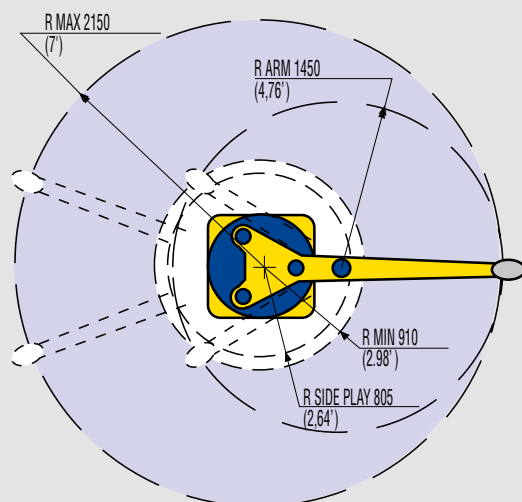 R MAX 2150
(7')
R ARM 1450
(4,76')
R MIN 910
(2.98')
R SIDE PLAY 805
(2,64')